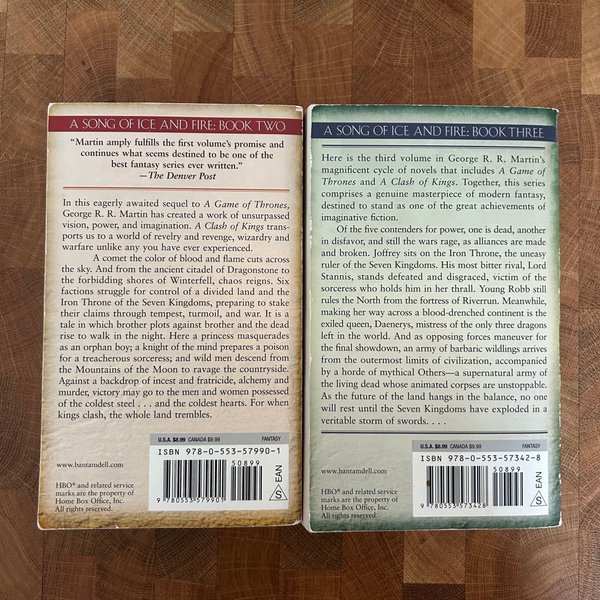 A SONG OF ICE AND FIRE: BOOK TWO
“Martin amply fulfills the first volume’s promise and
continues what seems destined to be one of the
best fantasy series ever written.”
—The Denver Post
In this eagerly awaited sequel to A Game of Thrones,
George R. R. Martin has created a work of unsurpassed
vision, power, and imagination. A Clash of Kings trans-
ports us to a world of revelry and revenge, wizardry and
warfare unlike any you have ever experienced.
A comet the color of blood and flame cuts across
the sky. And from the ancient citadel of Dragonstone to
the forbidding shores of Winterfell, chaos reigns. Six
factions struggle for control of a divided land and the
Iron Throne of the Seven Kingdoms, preparing to stake
their claims through tempest, turmoil, and war. It is a
tale in which brother plots against brother and the dead
rise to walk in the night. Here a princess masquerades
as an orphan boy; a knight of the mind prepares a poison
for a treacherous sorceress; and wild men descend from
the Mountains of the Moon to ravage the countryside.
Against a backdrop of incest and fratricide, alchemy and
murder, victory may go to the men and women possessed
of the coldest steel . . . and the coldest hearts. For when
kings clash, the whole land trembles.
U.S.A. $8.99 CANADA $9.99 FANTASY
ISBN 978-0-553-57990-1
50899
EAN
S
9 780553 579901
www.bantamdell.com
HBO® and related service
marks are the property of
Home Box Office, Inc.
All rights reserved.
A SONG OF ICE AND FIRE: BOOK THREE
Here is the third volume in George R. R. Martin’s
magnificent cycle of novels that includes A Game of
Thrones and A Clash of Kings. Together, this series
comprises a genuine masterpiece of modern fantasy,
destined to stand as one of the great achievements of
imaginative fiction.
Of the five contenders for power, one is dead, another
in disfavor, and still the wars rage, as alliances are made
and broken. Joffrey sits on the Iron Throne, the uneasy
ruler of the Seven Kingdoms. His most bitter rival, Lord
Stannis, stands defeated and disgraced, victim of the
sorceress who holds him in her thrall. Young Robb still
rules the North from the fortress of Riverrun. Meanwhile,
making her way across a blood-drenched continent is the
exiled queen, Daenerys, mistress of the only three dragons
left in the world. And as opposing forces maneuver for
the final showdown, an army of barbaric wildlings arrives
from the outermost limits of civilization, accompanied
by a horde of mythical Others—a supernatural army of
the living dead whose animated corpses are unstoppable.
As the future of the land hangs in the balance, no one
will rest until the Seven Kingdoms have exploded in a
veritable storm of swords. . . .
U.S.A. $8.99 CANADA $9.99 FANTASY
ISBN 978-0-553-57342-8
50899
EAN
S
9 780553 573428
www.bantamdell.com
HBO® and related service
marks are the property of
Home Box Office, Inc.
All rights reserved.